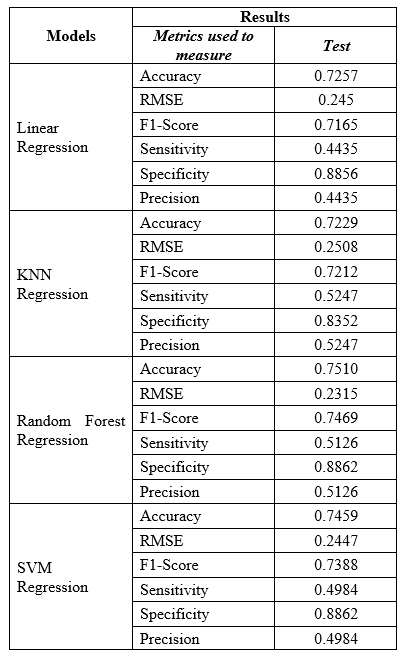 Models
Results
Metrics used to
measure
Test
Linear
Regression
Accuracy 0.7257
RMSE 0.245
F1-Score 0.7165
Sensitivity 0.4435
Specificity 0.8856
Precision 0.4435
KNN
Regression
Accuracy 0.7229
RMSE 0.2508
F1-Score 0.7212
Sensitivity 0.5247
Specificity 0.8352
Precision 0.5247
Random Forest
Regression
Accuracy 0.7510
RMSE 0.2315
F1-Score 0.7469
Sensitivity 0.5126
Specificity 0.8862
Precision 0.5126
SVM
Regression
Accuracy 0.7459
RMSE 0.2447
F1-Score 0.7388
Sensitivity 0.4984
Specificity 0.8862
Precision 0.4984